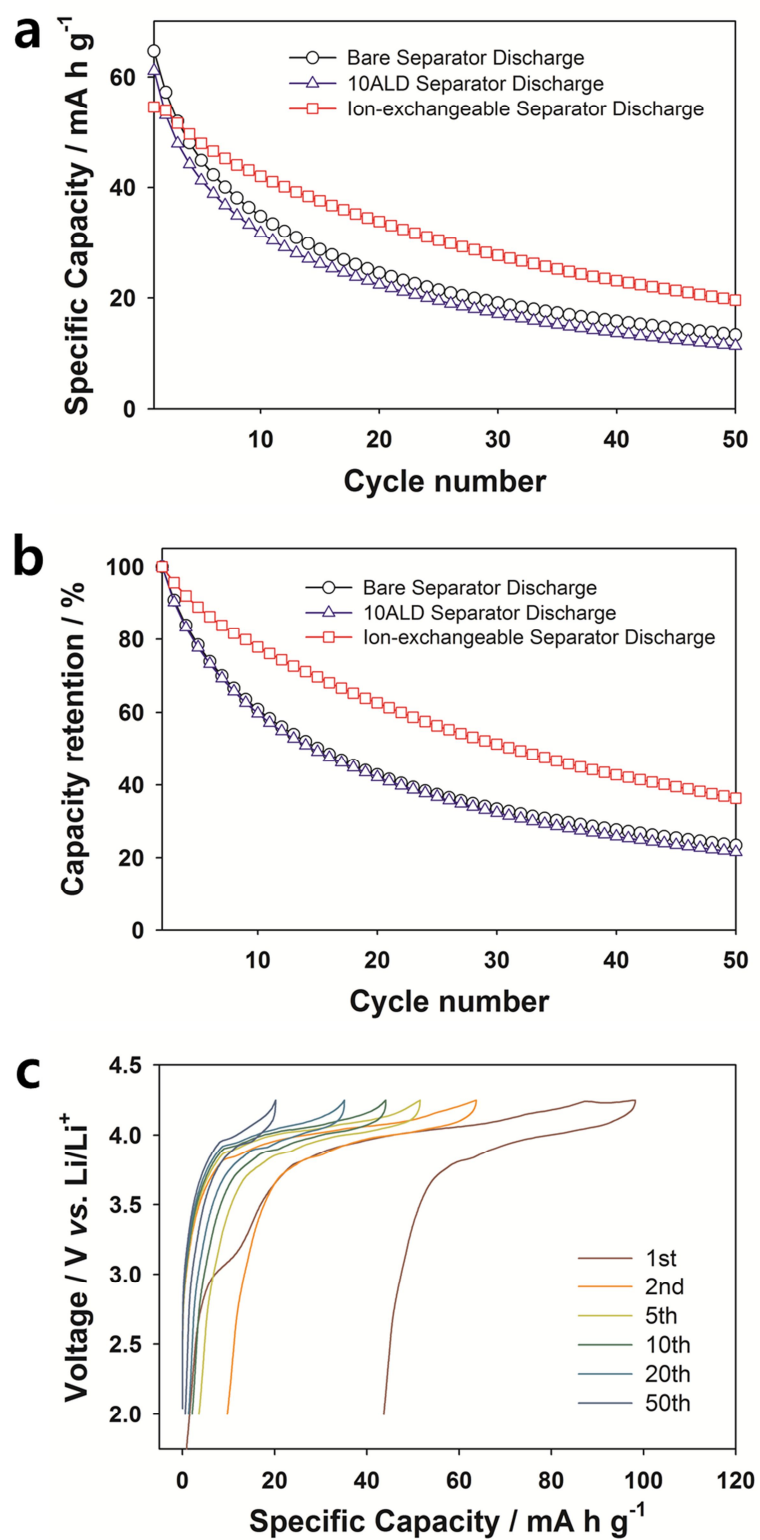 a
Specific Capacity / mA h g⁻¹
60
40
20
0
Bare Separator Discharge
10ALD Separator Discharge
Ion-exchangeable Separator Discharge
10
20
30
40
50
Cycle number
b
Capacity retention / %
100
80
60
40
20
0
Bare Separator Discharge
10ALD Separator Discharge
Ion-exchangeable Separator Discharge
10
20
30
40
50
Cycle number
c
Voltage / V vs. Li/Li⁺
4.5
4.0
3.5
3.0
2.5
2.0
1st
2nd
5th
10th
20th
50th
0
20
40
60
80
100
120
Specific Capacity / mA h g⁻¹